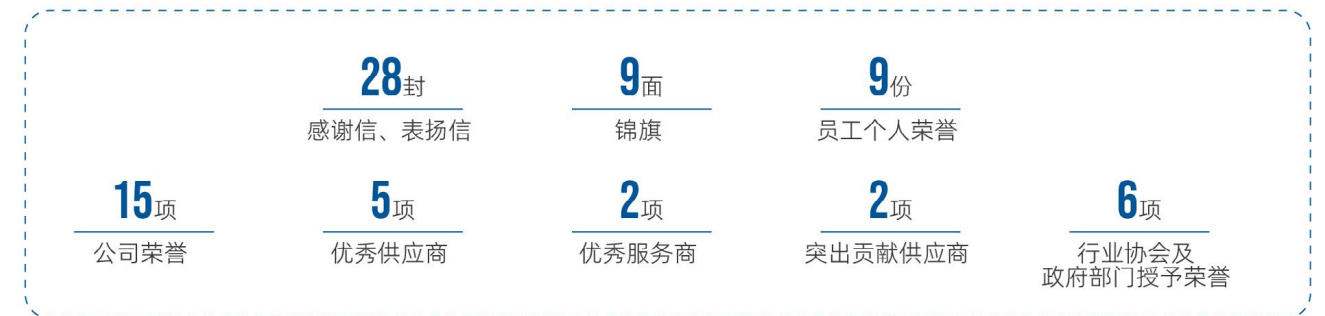 28封
感谢信、表扬信
9面
锦旗
9份
员工个人荣誉
15项
公司荣誉
5项
优秀供应商
2项
优秀服务商
2项
突出贡献供应商
6项
行业协会及
政府部门授予荣誉